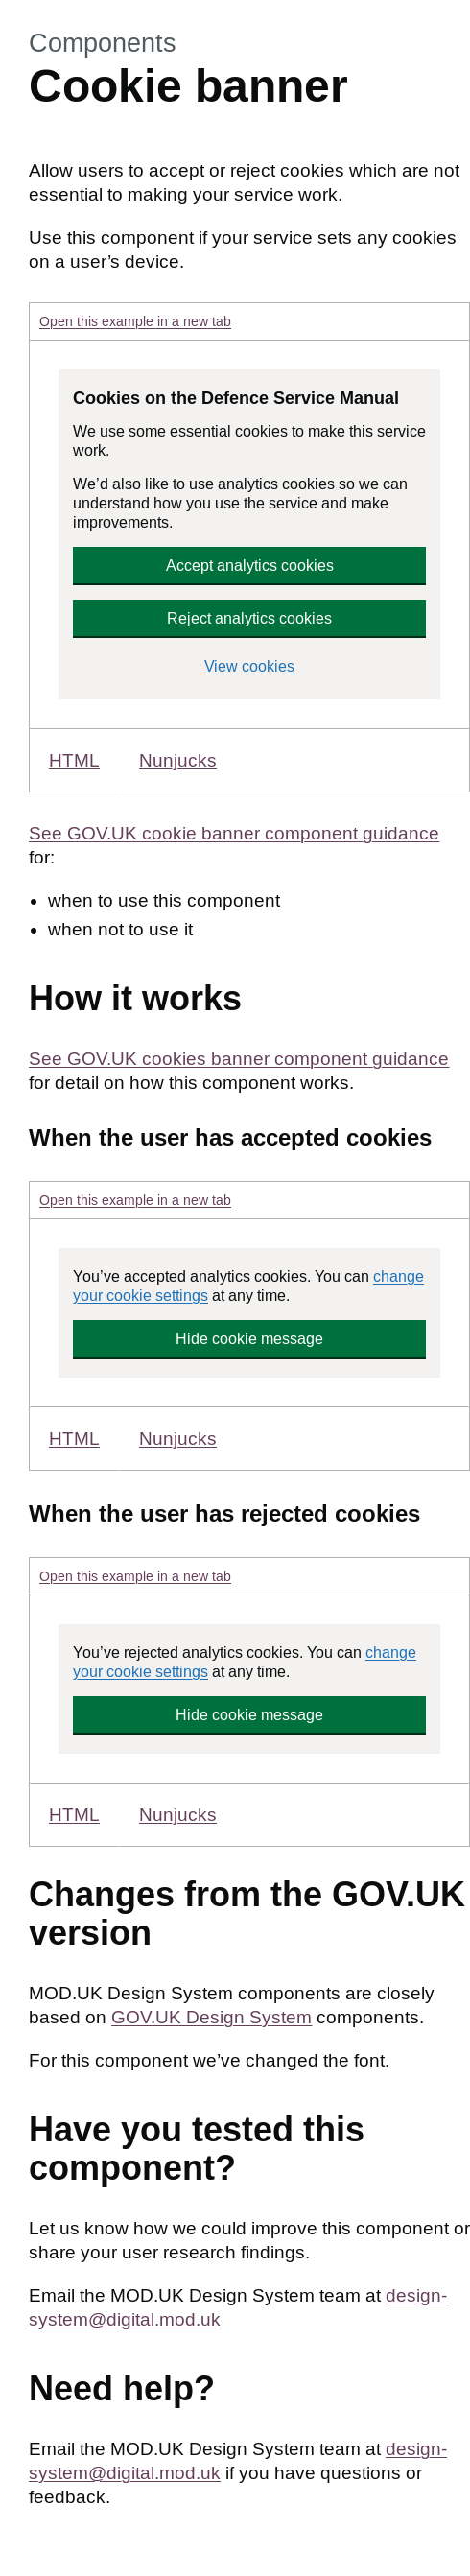 Components
Cookie banner
Allow users to accept or reject cookies which are not
essential to making your service work.
Use this component if your service sets any cookies
on a user’s device.
Open this example in a new tab
Cookies on the Defence Service Manual
We use some essential cookies to make this service
work.
We’d also like to use analytics cookies so we can
understand how you use the service and make
improvements.
Accept analytics cookies
Reject analytics cookies
View cookies
HTML Nunjucks
See GOV.UK cookie banner component guidance
for:
• when to use this component
• when not to use it
How it works
See GOV.UK cookies banner component guidance
for detail on how this component works.
When the user has accepted cookies
Open this example in a new tab
You’ve accepted analytics cookies. You can change
your cookie settings at any time.
Hide cookie message
HTML Nunjucks
When the user has rejected cookies
Open this example in a new tab
You’ve rejected analytics cookies. You can change
your cookie settings at any time.
Hide cookie message
HTML Nunjucks
Changes from the GOV.UK
version
MOD.UK Design System components are closely
based on GOV.UK Design System components.
For this component we’ve changed the font.
Have you tested this
component?
Let us know how we could improve this component or
share your user research findings.
Email the MOD.UK Design System team at design-
system@digital.mod.uk
Need help?
Email the MOD.UK Design System team at design-
system@digital.mod.uk if you have questions or
feedback.